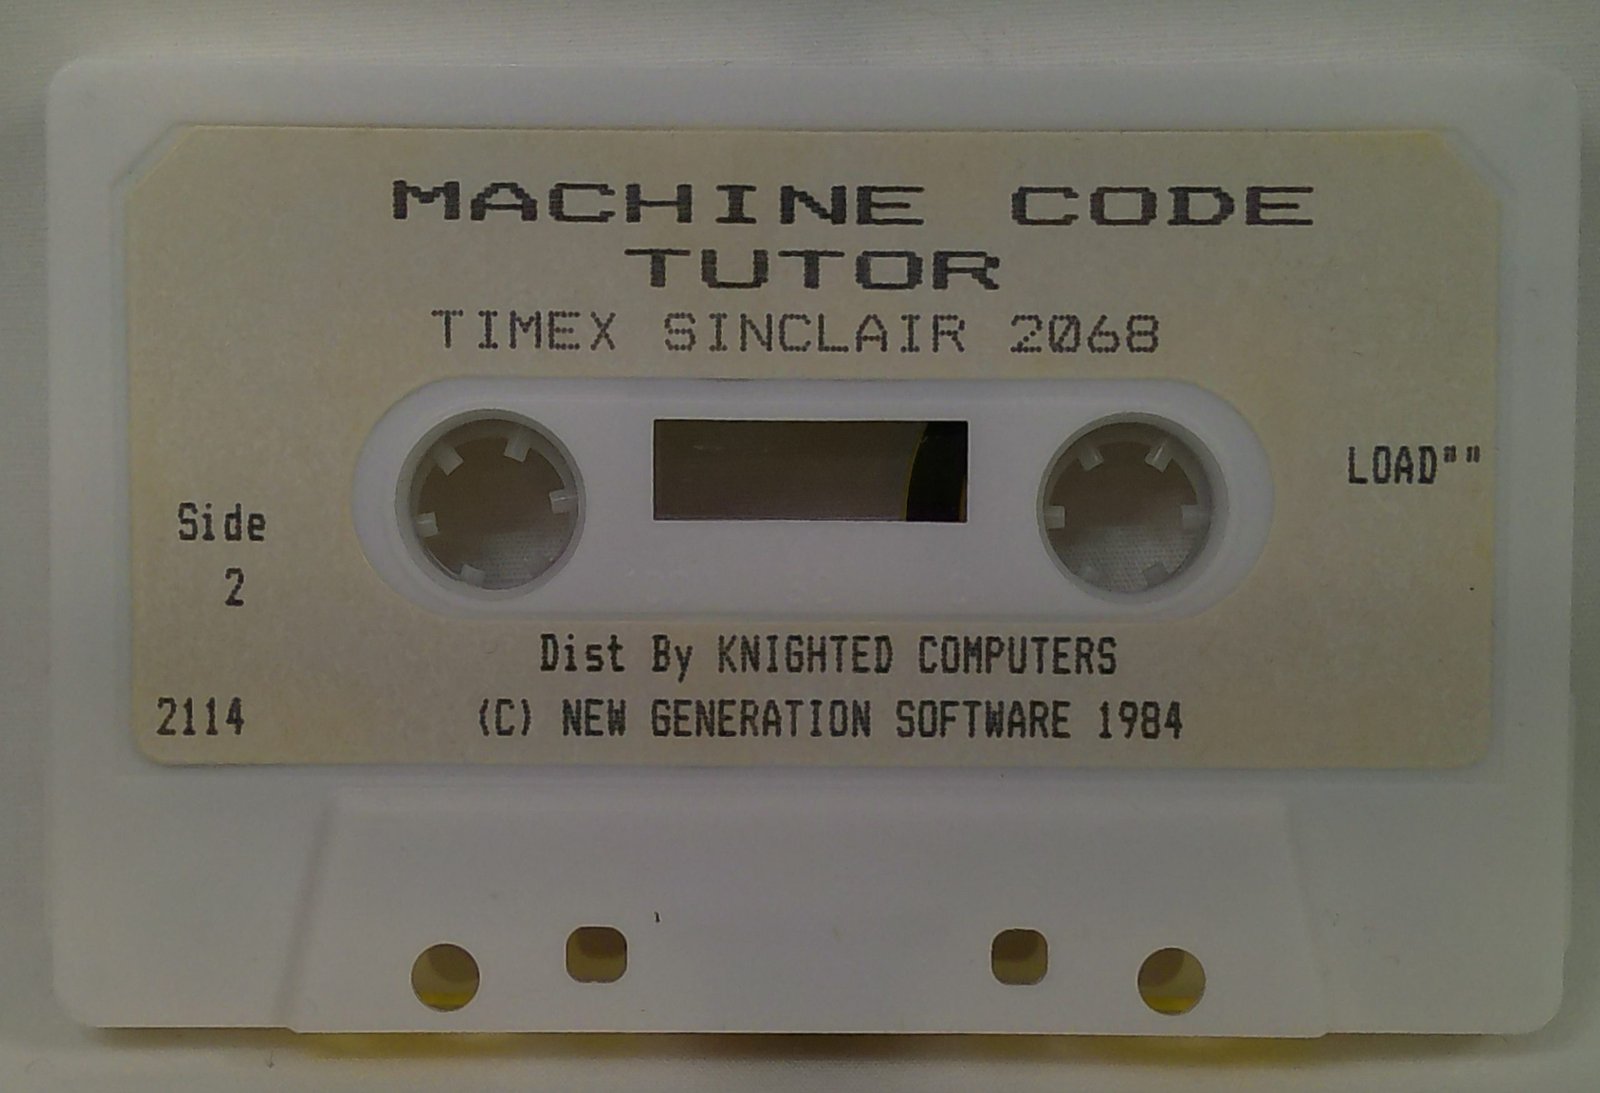 MACHINE CODE
TUTOR
TIMEX SINCLAIR 2068
LOAD""
Side
2
Dist By KNIGHTED COMPUTERS
2114
(C) NEW GENERATION SOFTWARE 1984